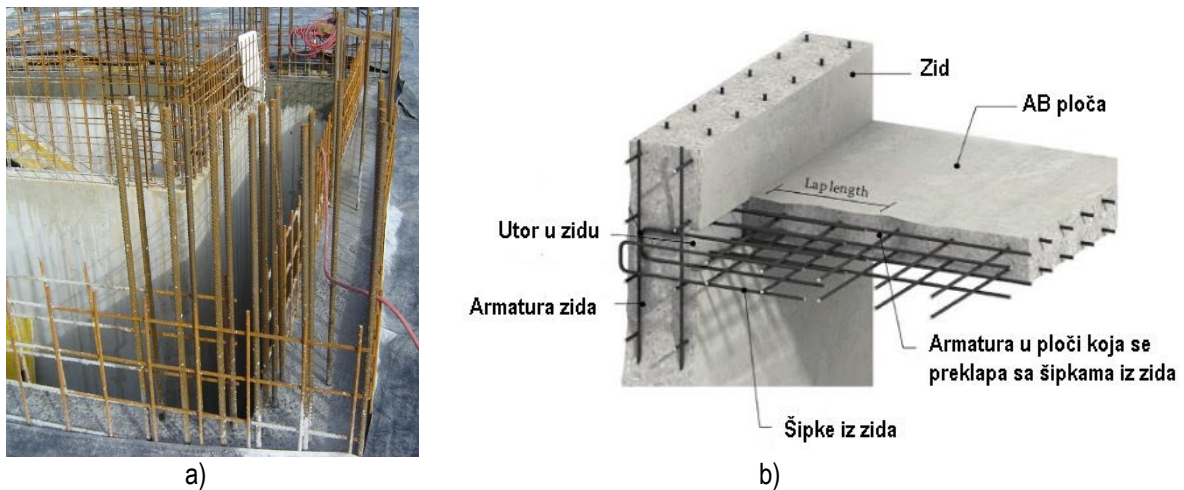 Zid
AB ploča
Lap length
Utor u zidu
Armatura zida
Armatura u ploči koja se
preklapa sa šipkama iz zida
Šipke iz zida
a)
b)